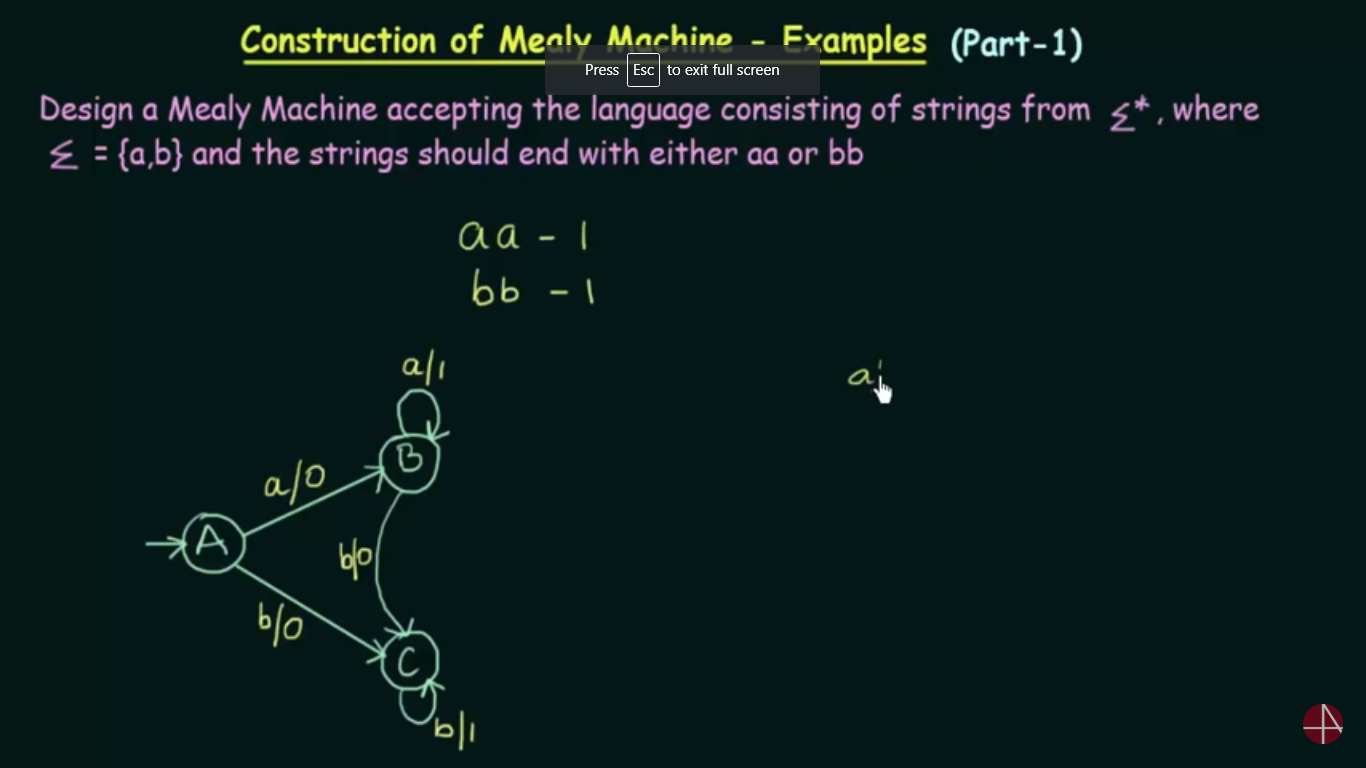 Construction of Mealy Machine - Examples (Part-1)
Press Esc to exit full screen
Design a Mealy Machine accepting the language consisting of strings from Σ*, where
Σ = {a,b} and the strings should end with either aa or bb
aa - 1
bb - 1
a/1
a
B
a/0
A
b/0
b/0
C
b/1